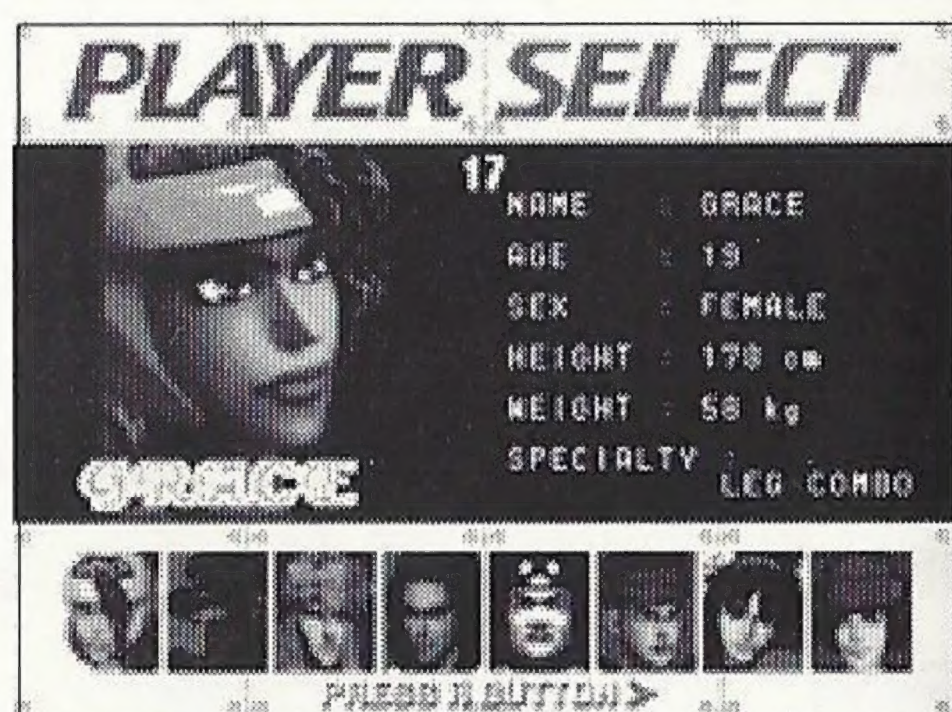 PLAYER SELECT
17
NAME : GRACE
AGE : 19
SEX : FEMALE
HEIGHT : 178 cm
WEIGHT : 58 kg
SPECIALTY :
LEG COMBO
GRACE
PRESS A BUTTON